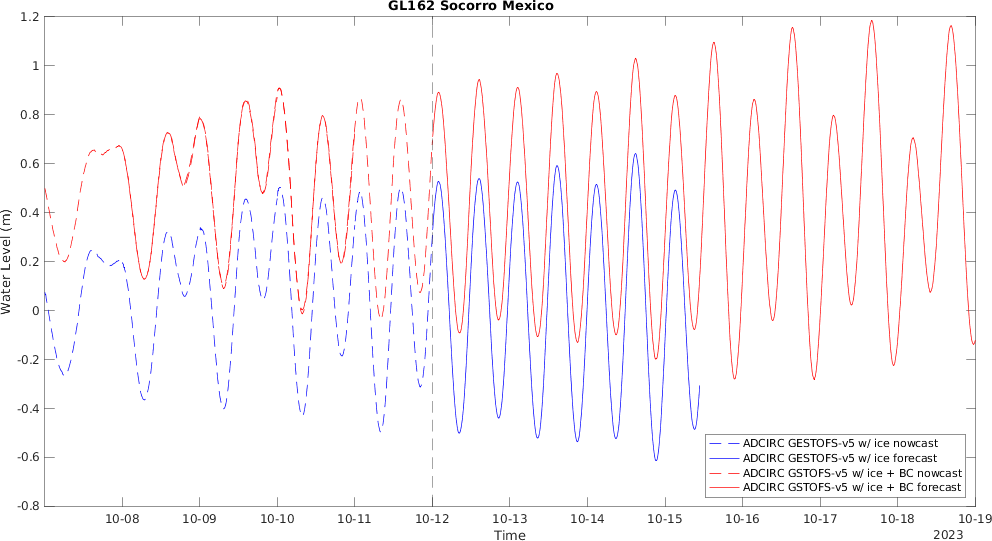 GL162 Socorro Mexico
1.2
1
0.8
0.6
0.4
0.2
0
-0.2
-0.4
-0.6
-0.8
Water Level (m)
ADCIRC GESTOFS-v5 w/ ice nowcast
ADCIRC GESTOFS-v5 w/ ice forecast
ADCIRC GSTOFS-v5 w/ ice + BC nowcast
ADCIRC GSTOFS-v5 w/ ice + BC forecast
10-08 10-09 10-10 10-11 10-12 10-13 10-14 10-15 10-16 10-17 10-18 10-19
Time
2023